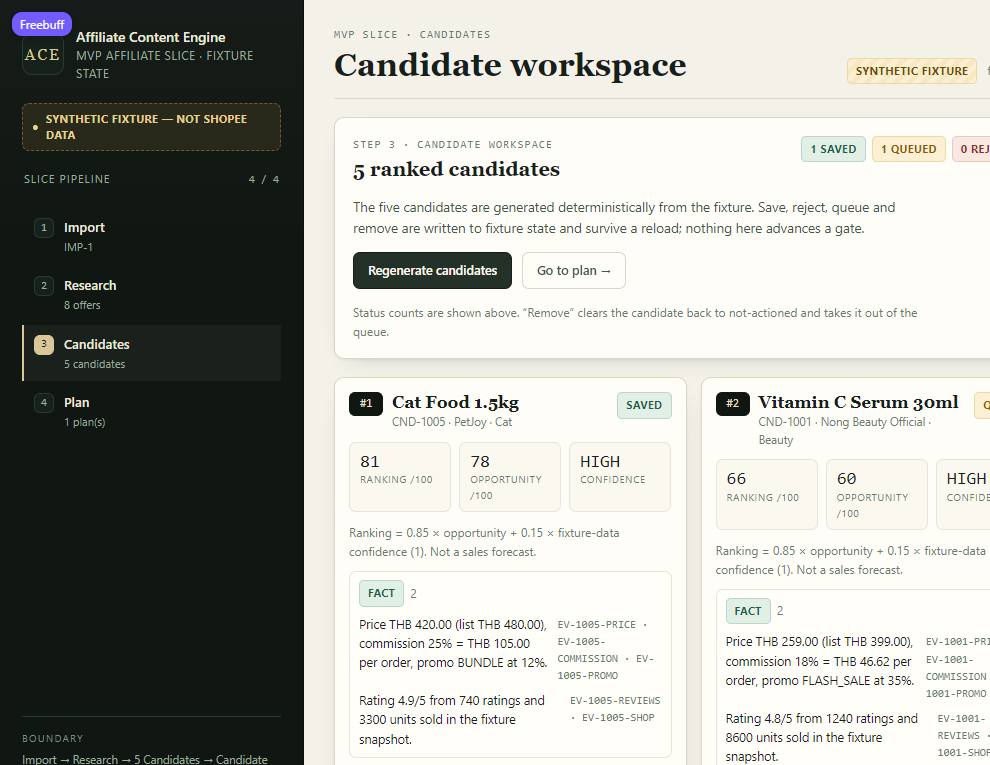 Freebuff
ACE
Affiliate Content Engine
MVP AFFILIATE SLICE · FIXTURE
STATE
SYNTHETIC FIXTURE — NOT SHOPEE
DATA
SLICE PIPELINE
4 / 4
1
Import
IMP-1
2
Research
8 offers
3
Candidates
5 candidates
4
Plan
1 plan(s)
BOUNDARY
Import → Research → 5 Candidates → Candidate
MVP SLICE · CANDIDATES
Candidate workspace
SYNTHETIC FIXTURE
STEP 3 · CANDIDATE WORKSPACE
1 SAVED
1 QUEUED
0 REJ
5 ranked candidates
The five candidates are generated deterministically from the fixture. Save, reject, queue and
remove are written to fixture state and survive a reload; nothing here advances a gate.
Regenerate candidates
Go to plan →
Status counts are shown above. “Remove” clears the candidate back to not-actioned and takes it out of the
queue.
#1
Cat Food 1.5kg
SAVED
CND-1005 · PetJoy · Cat
81
RANKING /100
78
OPPORTUNITY
/100
HIGH
CONFIDENCE
Ranking = 0.85 × opportunity + 0.15 × fixture-data
confidence (1). Not a sales forecast.
FACT
2
Price THB 420.00 (list THB 480.00),
commission 25% = THB 105.00
per order, promo BUNDLE at 12%.
EV-1005-PRICE ·
EV-1005-
COMMISSION · EV-
1005-PROMO
Rating 4.9/5 from 740 ratings and
3300 units sold in the fixture
snapshot.
EV-1005-REVIEWS
· EV-1005-SHOP
#2
Vitamin C Serum 30ml
Q
CND-1001 · Nong Beauty Official ·
Beauty
66
RANKING /100
60
OPPORTUNITY
/100
HIGH
CONFIDE
Ranking = 0.85 × opportunity + 0.15 × fixture-data
confidence (1). Not a sales forecast.
FACT
2
Price THB 259.00 (list THB 399.00),
commission 18% = THB 46.62 per
order, promo FLASH_SALE at 35%.
EV-1001-PRI
EV-1001-
COMMISSION
1001-PROMO
Rating 4.8/5 from 1240 ratings and
8600 units sold in the fixture
snapshot.
EV-1001-
REVIEWS ·
1001-SHOP